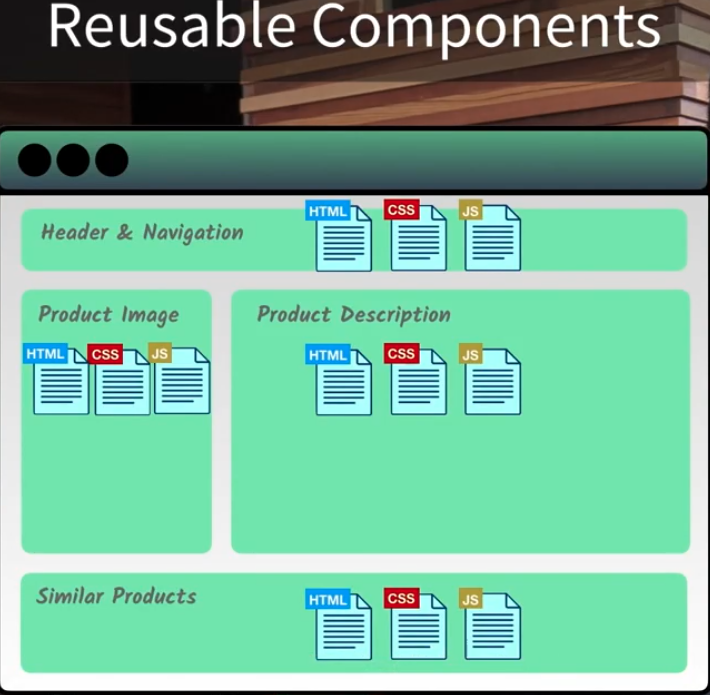 Reusable Components
Header & Navigation
HTML CSS JS
Product Image
HTML CSS JS
Product Description
HTML CSS JS
Similar Products
HTML CSS JS